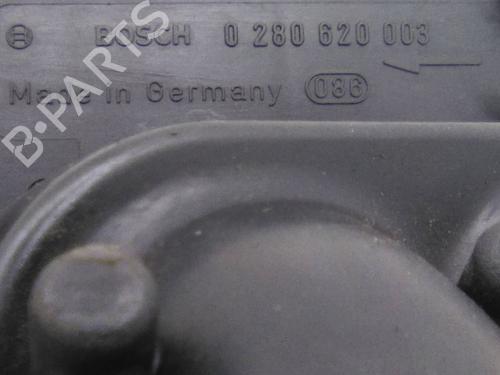 BOSCH 0 280 620 003
Made in Germany 086
B-PARTS